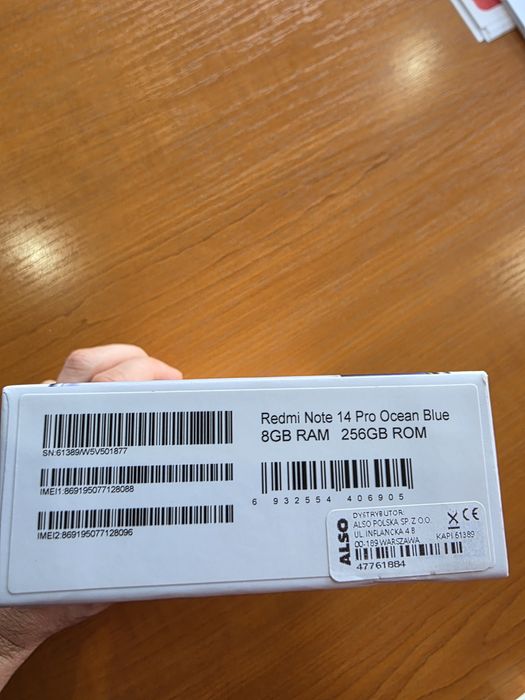 SN:61389/W5V501877
IMEI1:869195077128088
IMEI2:869195077128096
Redmi Note 14 Pro Ocean Blue
8GB RAM 256GB ROM
6 932554 406905
ALSO
DYSTRYBUTOR:
ALSO POLSKA SP. Z O.O.
UL. INFLANCKA 4 B
00-189 WARSZAWA
CE
KAPI 61389
47761884